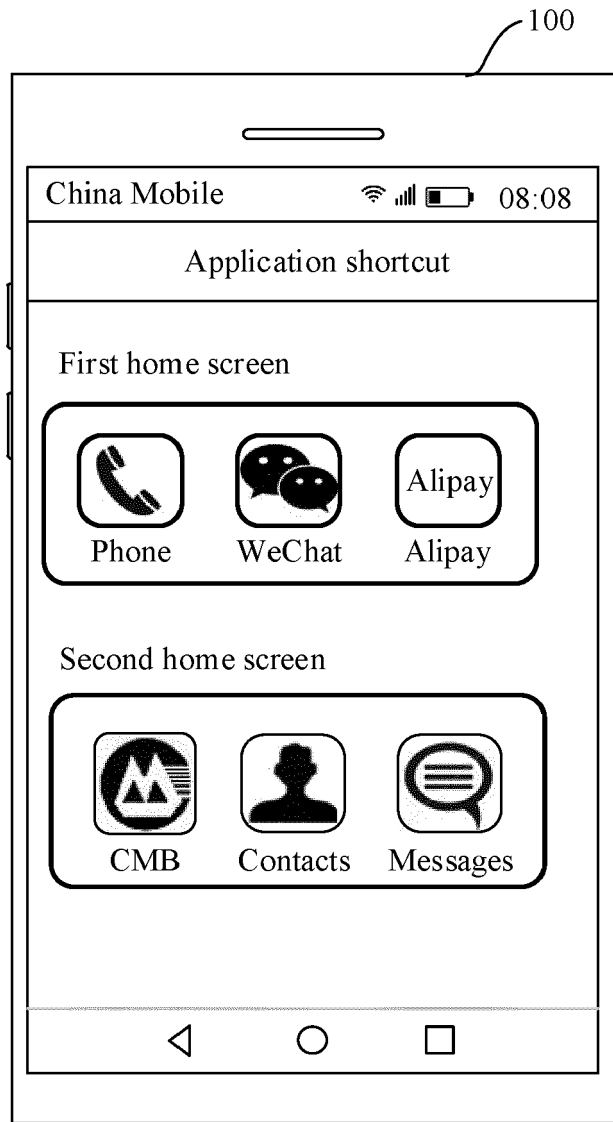 100
China Mobile 08:08
Application shortcut
First home screen
Alipay
Phone WeChat Alipay
Second home screen
CMB Contacts Messages